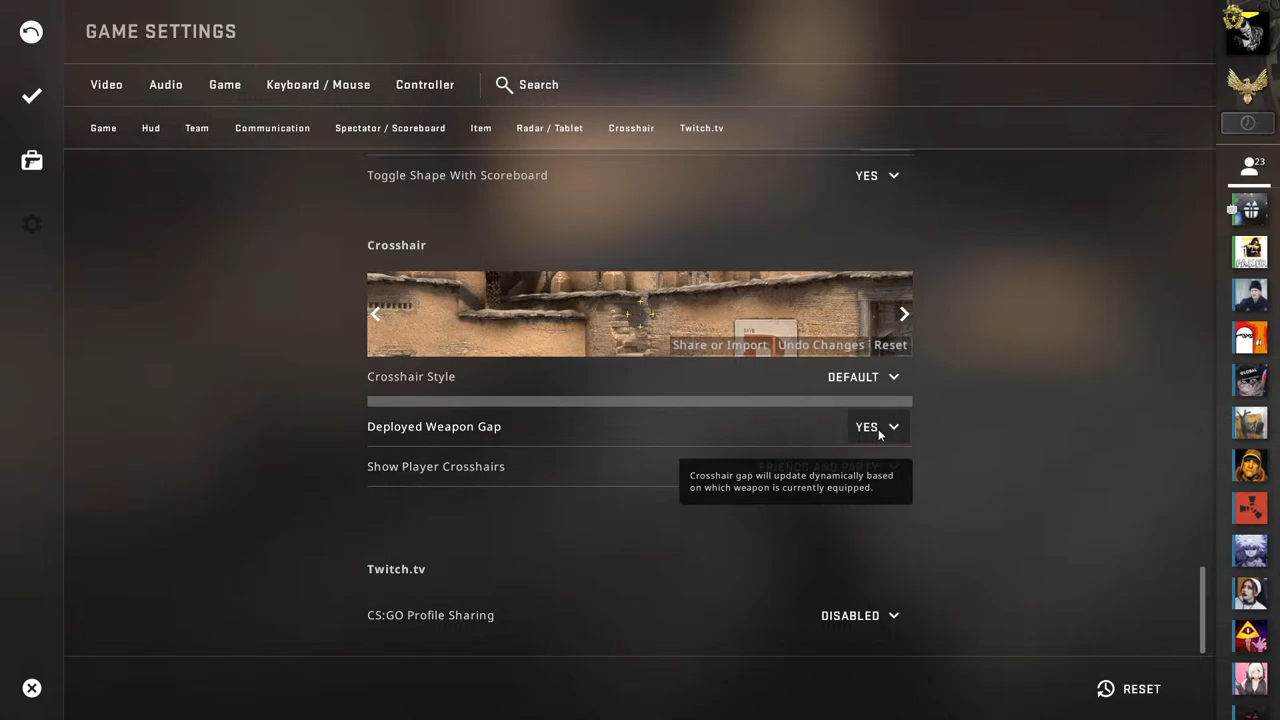 GAME SETTINGS
Video Audio Game Keyboard / Mouse Controller Search
Game Hud Team Communication Spectator / Scoreboard Item Radar / Tablet Crosshair Twitch.tv
23
Toggle Shape With Scoreboard YES
Crosshair
Share or Import Undo Changes Reset
Crosshair Style DEFAULT
Deployed Weapon Gap YES
Show Player Crosshairs FRIENDS AND PARTY
Crosshair gap will update dynamically based
on which weapon is currently equipped.
Twitch.tv
CS:GO Profile Sharing DISABLED
RESET